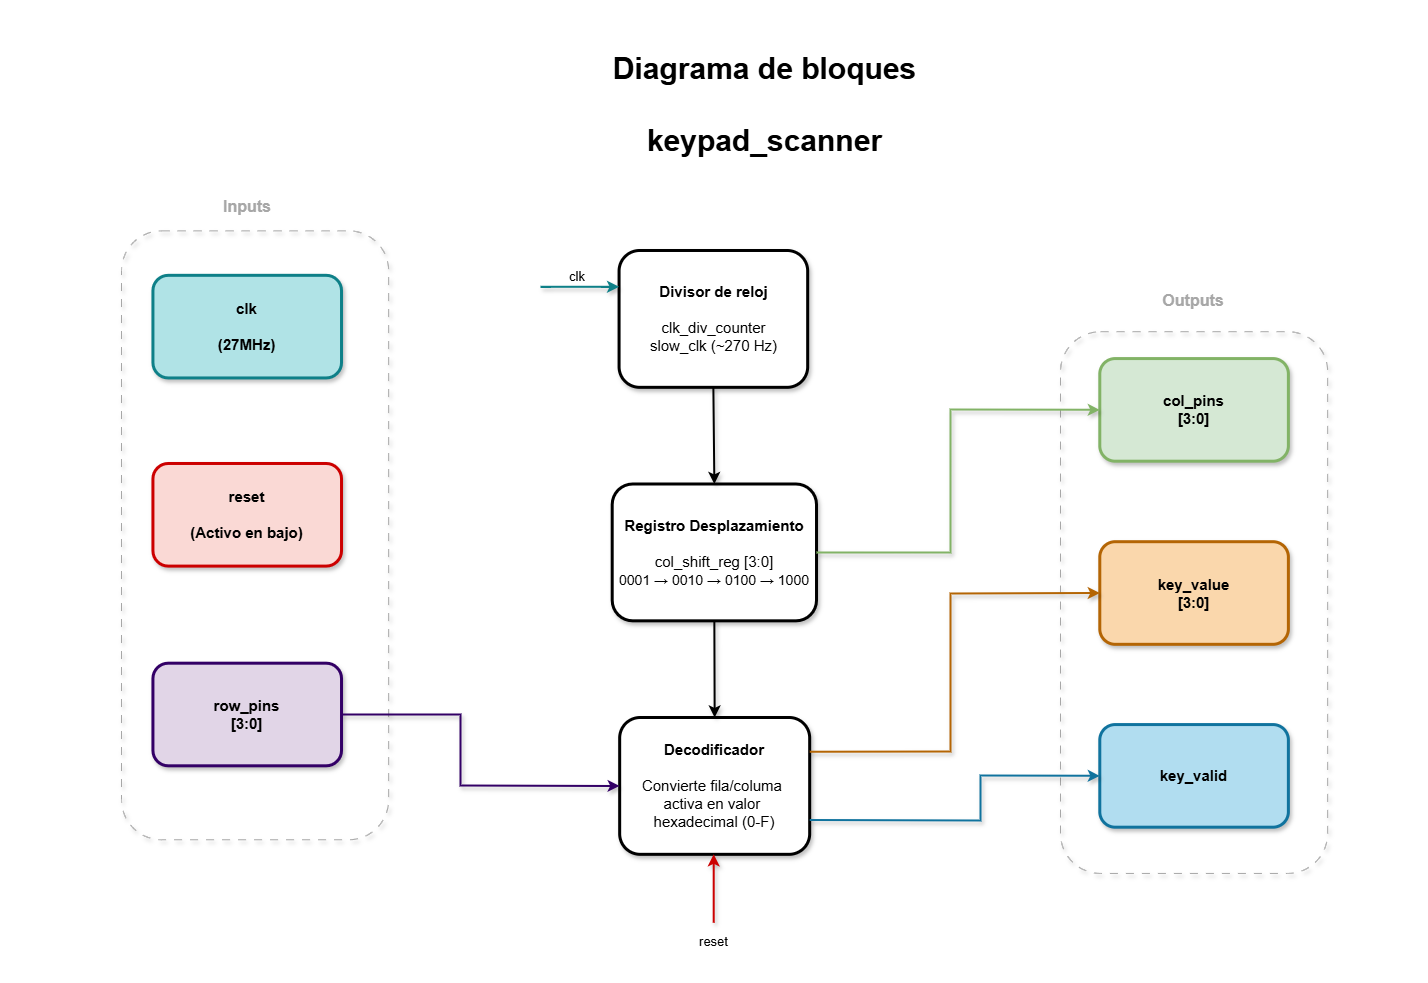 Diagrama de bloques
keypad_scanner
Inputs
clk
(27MHz)
reset
(Activo en bajo)
row_pins
[3:0]
clk
Divisor de reloj
clk_div_counter
slow_clk (~270 Hz)
Registro Desplazamiento
col_shift_reg [3:0]
0001 → 0010 → 0100 → 1000
Decodificador
Convierte fila/columa
activa en valor
hexadecimal (0-F)
reset
Outputs
col_pins
[3:0]
key_value
[3:0]
key_valid